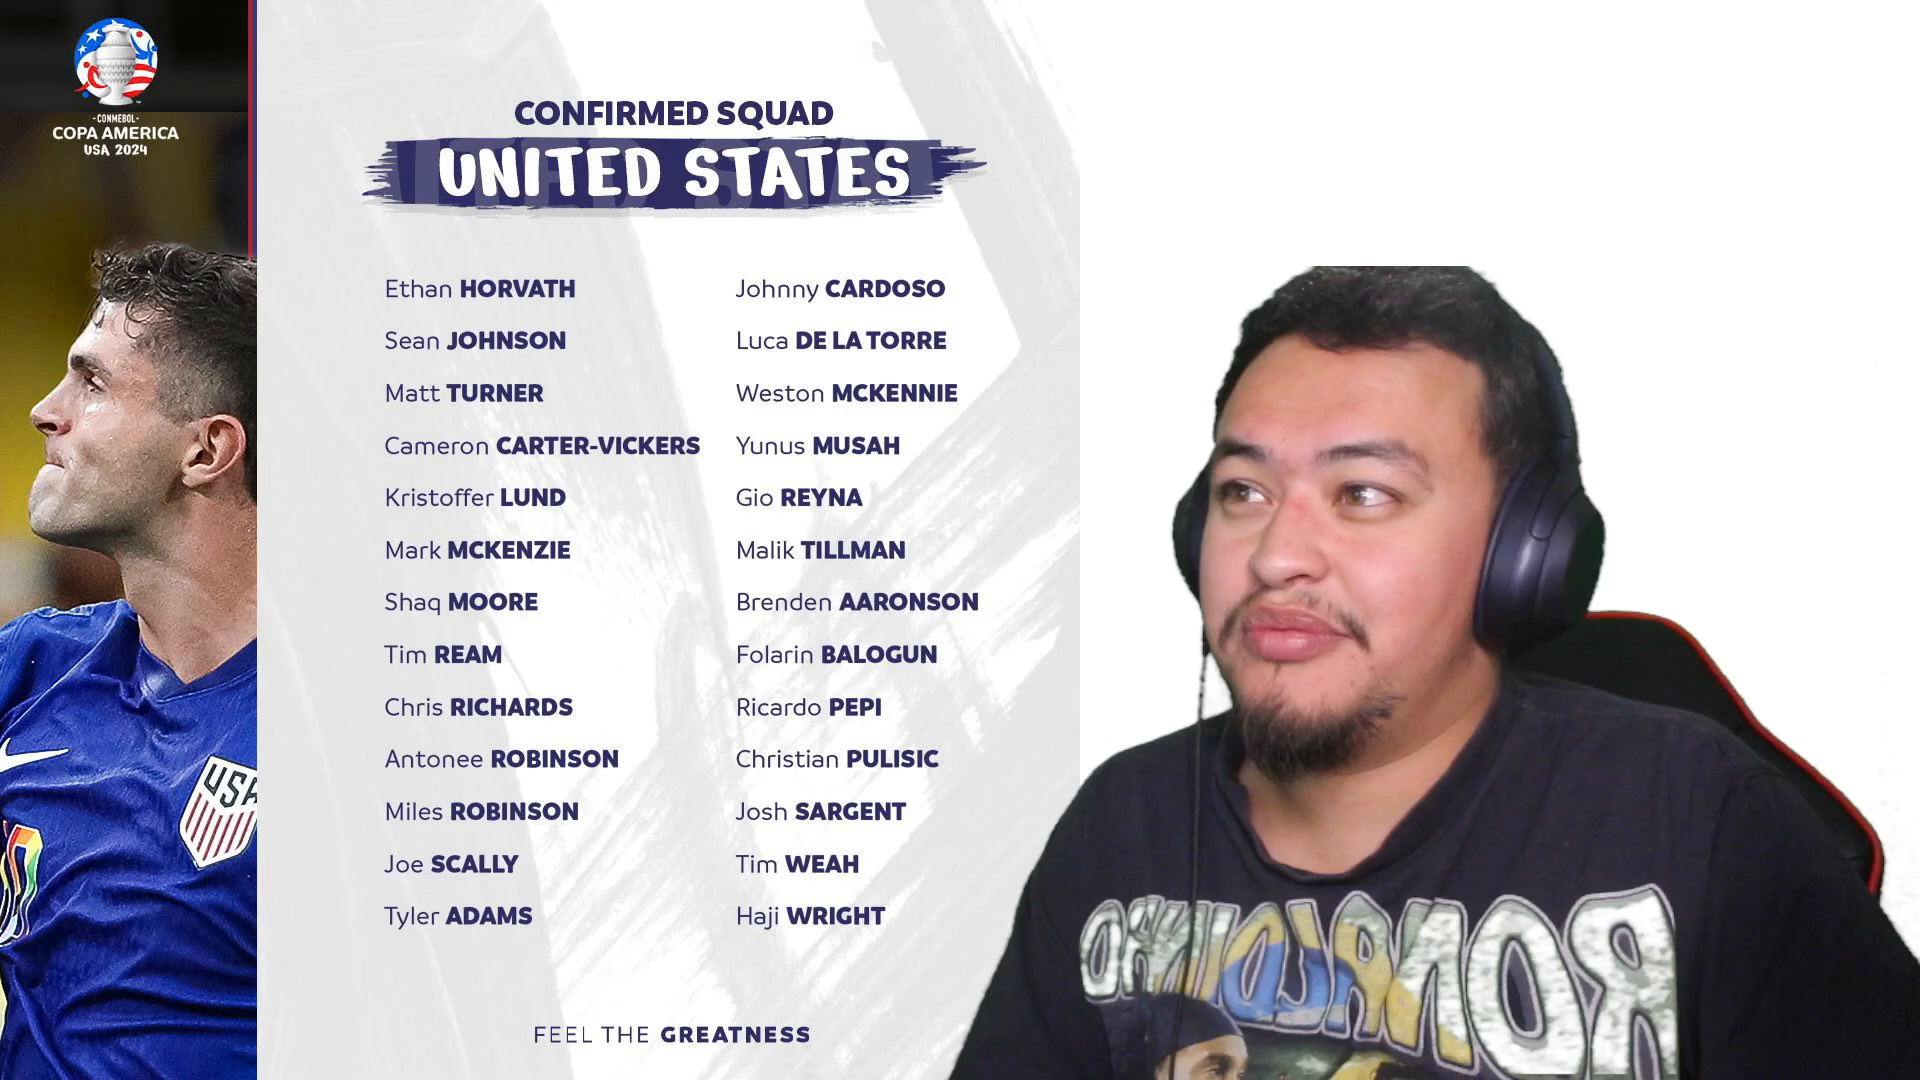 -CONMEBOL-
COPA AMERICA
USA 2024
CONFIRMED SQUAD
UNITED STATES
Ethan HORVATH
Sean JOHNSON
Matt TURNER
Cameron CARTER-VICKERS
Kristoffer LUND
Mark MCKENZIE
Shaq MOORE
Tim REAM
Chris RICHARDS
Antonee ROBINSON
Miles ROBINSON
Joe SCALLY
Tyler ADAMS
Johnny CARDOSO
Luca DE LA TORRE
Weston MCKENNIE
Yunus MUSAH
Gio REYNA
Malik TILLMAN
Brenden AARONSON
Folarin BALOGUN
Ricardo PEPI
Christian PULISIC
Josh SARGENT
Tim WEAH
Haji WRIGHT
FEEL THE GREATNESS
USA
RONALDINHO